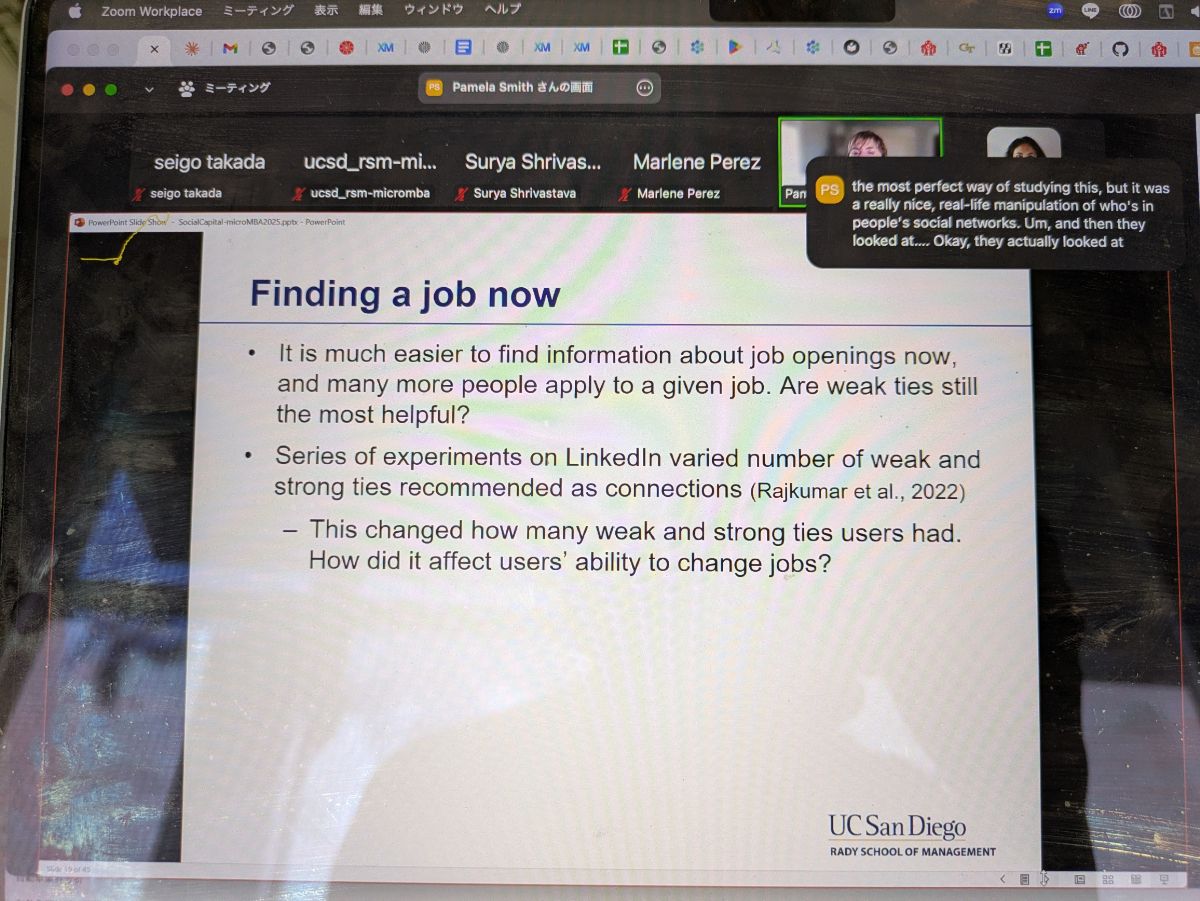 Zoom Workplace ミーティング 表示 編集 ウィンドウ ヘルプ
zm
LINE
M
XM
XM
XM
GT
ミーティング
PS Pamela Smith さんの画面
seigo takada
ucsd_rsm-mi...
Surya Shrivas...
Marlene Perez
seigo takada
ucsd_rsm-micromba
Surya Shrivastava
Marlene Perez
Pam
PS
the most perfect way of studying this, but it was
a really nice, real-life manipulation of who's in
people's social networks. Um, and then they
looked at.... Okay, they actually looked at
PowerPoint Slide Show - SocialCapital-microMBA2025.pptx - PowerPoint
Finding a job now
• It is much easier to find information about job openings now,
and many more people apply to a given job. Are weak ties still
the most helpful?
• Series of experiments on LinkedIn varied number of weak and
strong ties recommended as connections (Rajkumar et al., 2022)
– This changed how many weak and strong ties users had.
How did it affect users' ability to change jobs?
UC San Diego
RADY SCHOOL OF MANAGEMENT
Slide 19 of 45